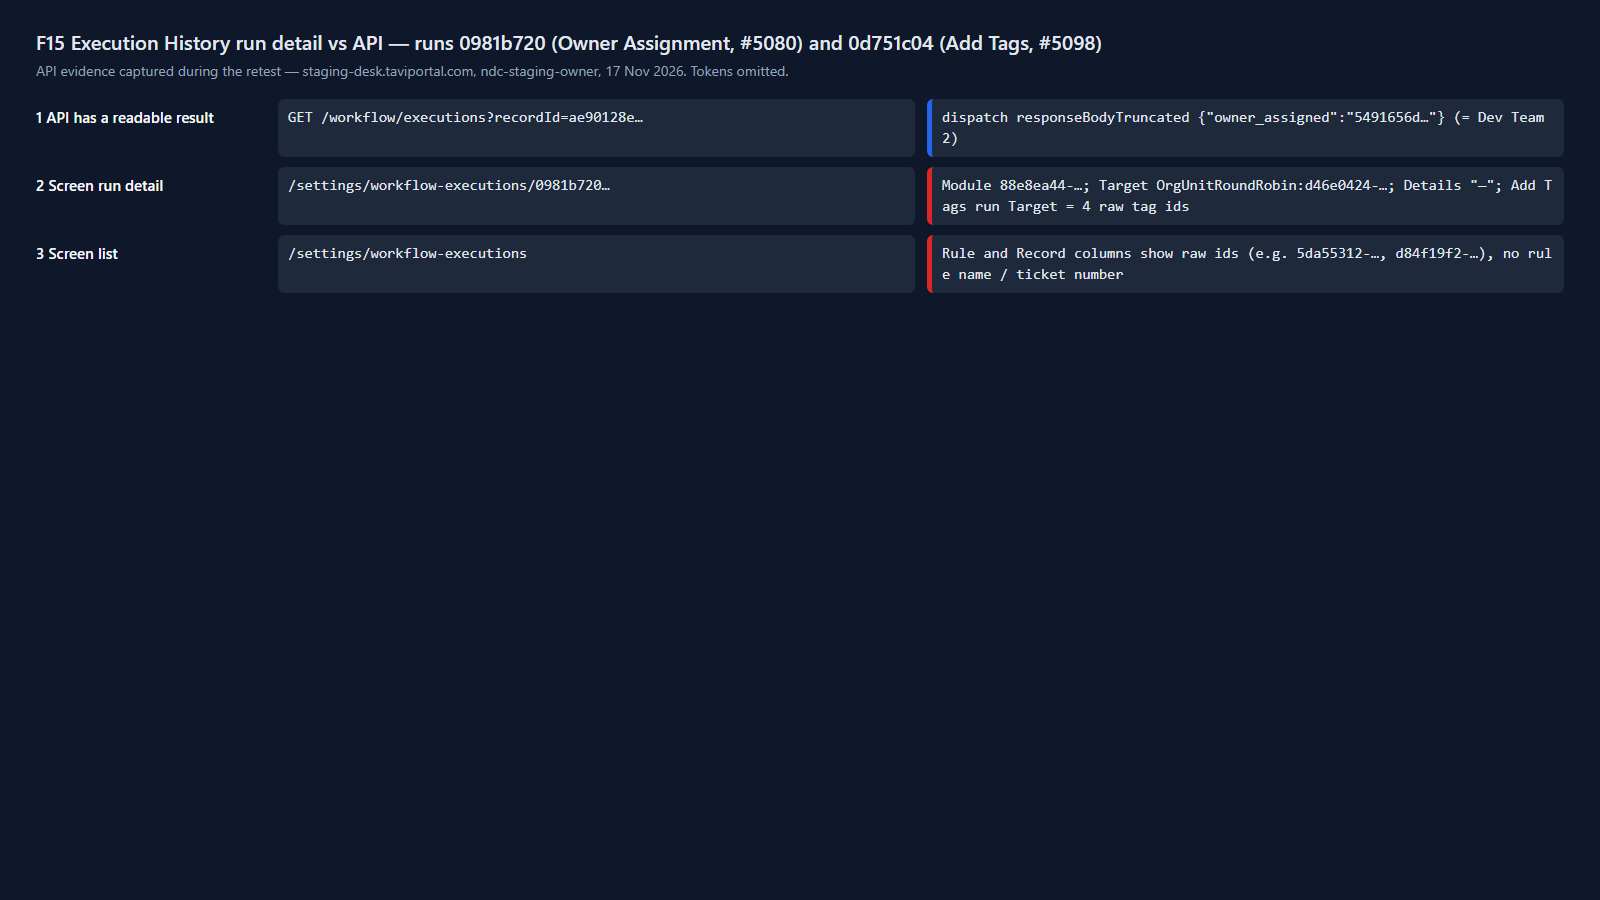 F15 Execution History run detail vs API — runs 0981b720 (Owner Assignment, #5080) and 0d751c04 (Add Tags, #5098)
API evidence captured during the retest — staging-desk.taviportal.com, ndc-staging-owner, 17 Nov 2026. Tokens omitted.
1 API has a readable result
GET /workflow/executions?recordId=ae90128e…
dispatch responseBodyTruncated {"owner_assigned":"5491656d…"} (= Dev Team
2)
2 Screen run detail
/settings/workflow-executions/0981b720…
Module 88e8ea44-…; Target OrgUnitRoundRobin:d46e0424-…; Details "—"; Add T
ags run Target = 4 raw tag ids
3 Screen list
/settings/workflow-executions
Rule and Record columns show raw ids (e.g. 5da55312-…, d84f19f2-…), no rul
e name / ticket number